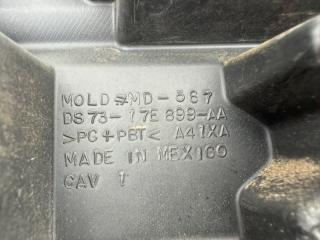 MOLD #MD-567
DS73-17E899-AA
>PC+PBT< A41XA
MADE IN MEXICO
CAV 1